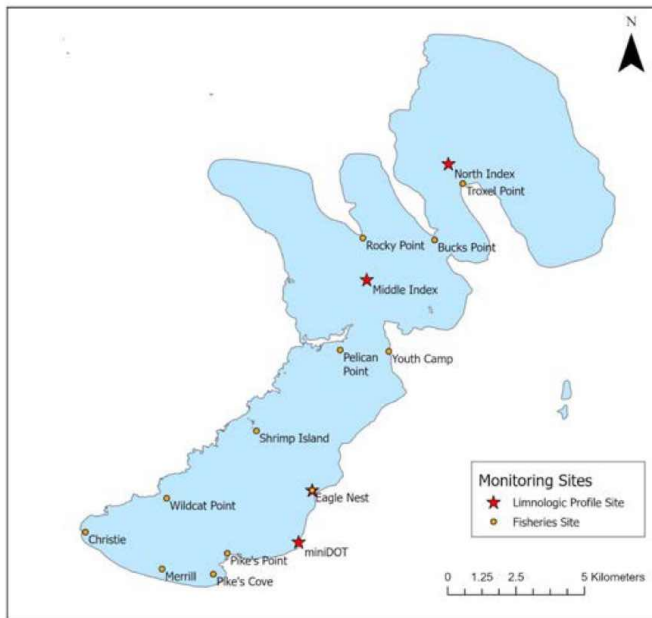 N
North Index
Troxel Point
Rocky Point
Bucks Point
Middle Index
Pelican
Point
Youth Camp
Shrimp Island
Eagle Nest
Wildcat Point
Christie
Merrill
Pike's Point
Pike's Cove
miniDOT
Monitoring Sites
Limnologic Profile Site
Fisheries Site
0 1.25 2.5 5 Kilometers